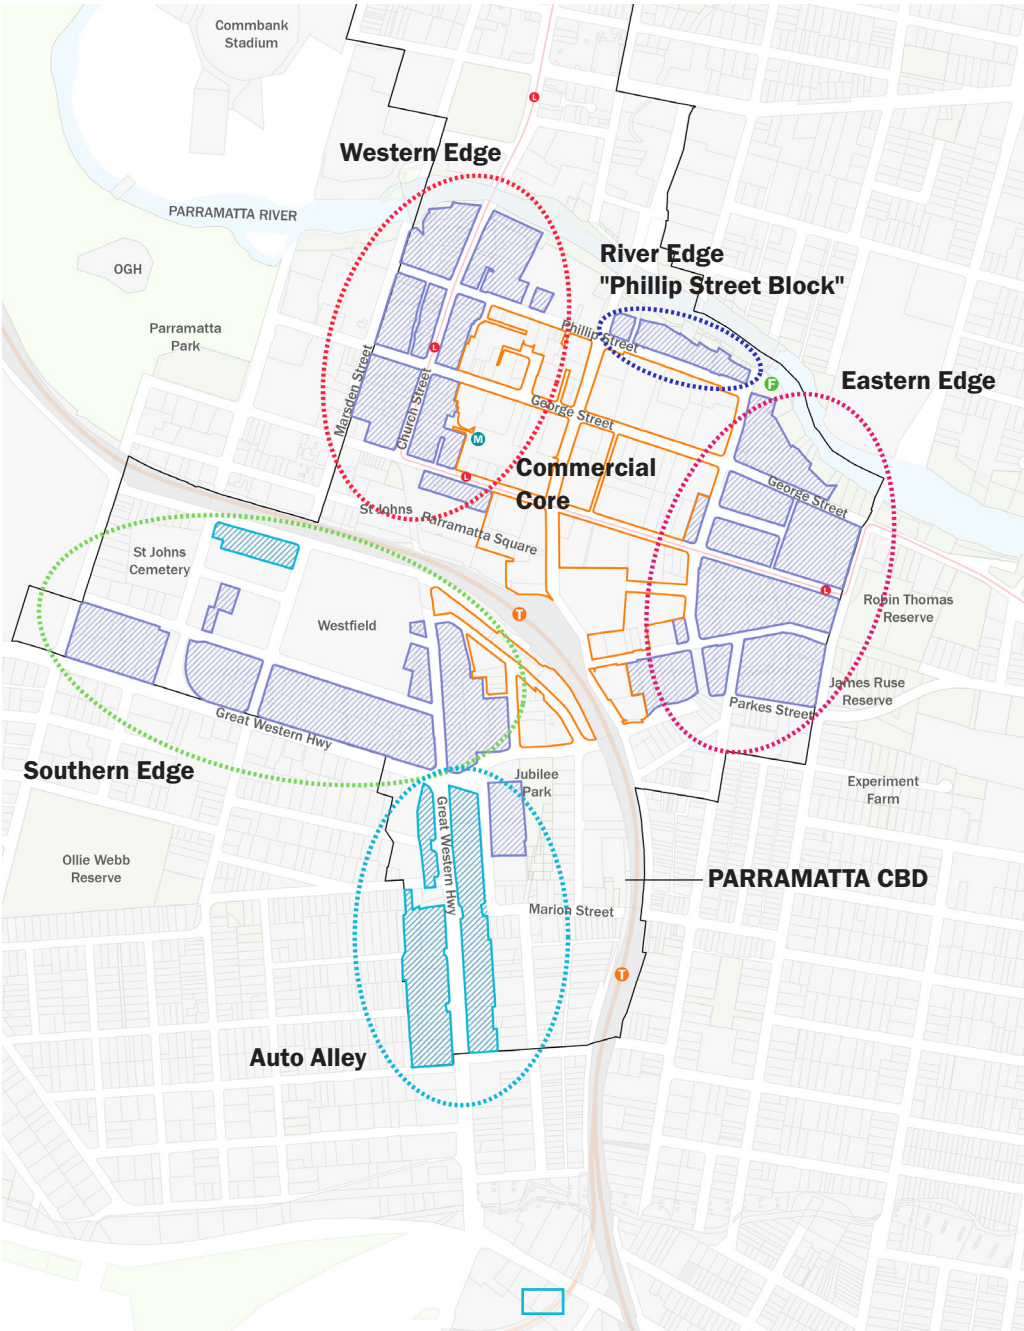 Commbank
Stadium
L
Western Edge
PARRAMATTA RIVER
River Edge
"Phillip Street Block"
OGH
Parramatta
Park
Phillip Street
L
Marsden Street
Church Street
George Street
F
Eastern Edge
M
Commercial
Core
L
George Street
St Johns
Parramatta Square
St Johns
Cemetery
L
Robin Thomas
Reserve
T
Westfield
James Ruse
Reserve
Parkes Street
Great Western Hwy
Southern Edge
Jubilee
Park
Experiment
Farm
Great Western Hwy
Ollie Webb
Reserve
PARRAMATTA CBD
Marion Street
T
Auto Alley